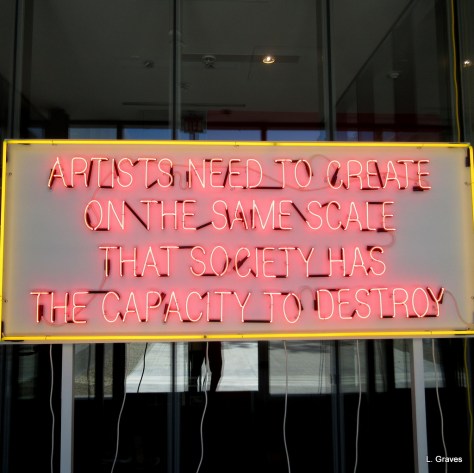 ARTISTS NEED TO CREATE
ON THE SAME SCALE
THAT SOCIETY HAS
THE CAPACITY TO DESTROY
L. Graves